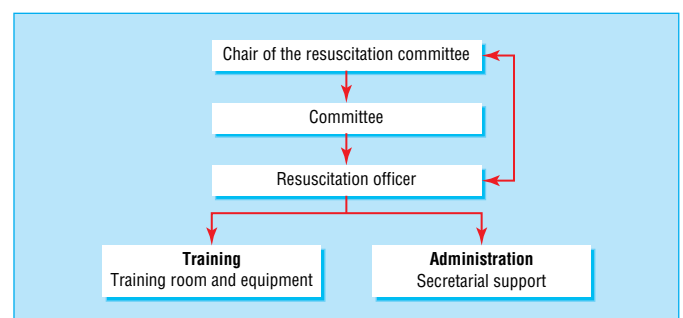 Chair of the resuscitation committee
Committee
Resuscitation officer
Training
Training room and equipment
Administration
Secretarial support